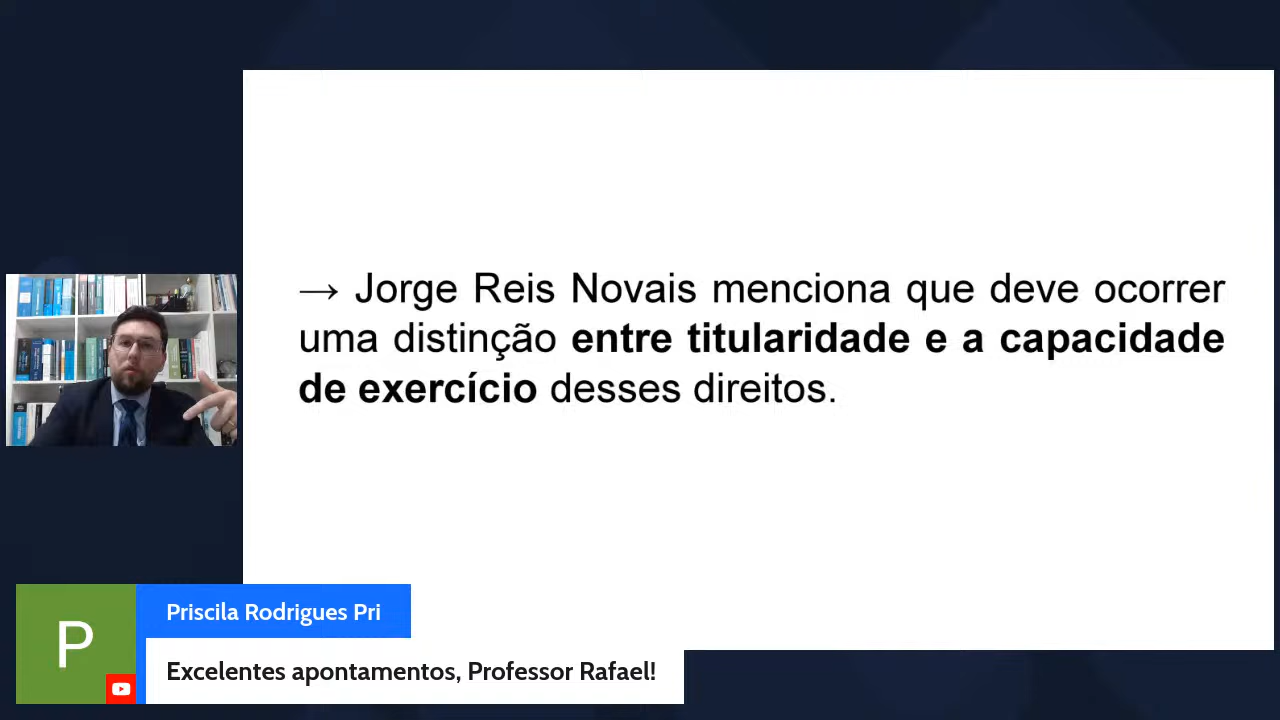 → Jorge Reis Novais menciona que deve ocorrer
uma distinção entre titularidade e a capacidade
de exercício desses direitos.
P
Priscila Rodrigues Pri
Excelentes apontamentos, Professor Rafael!